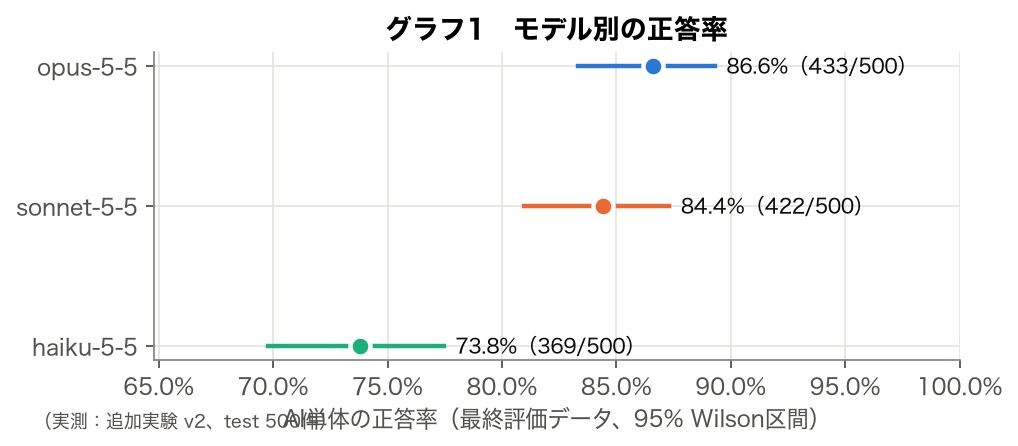 グラフ1　モデル別の正答率
opus-5-5
86.6%（433/500）
sonnet-5-5
84.4%（422/500）
haiku-5-5
73.8%（369/500）
65.0% 70.0% 75.0% 80.0% 85.0% 90.0% 95.0% 100.0%
（実測：追加実験 v2、test 500件）
AI単体の正答率（最終評価データ、95% Wilson区間）